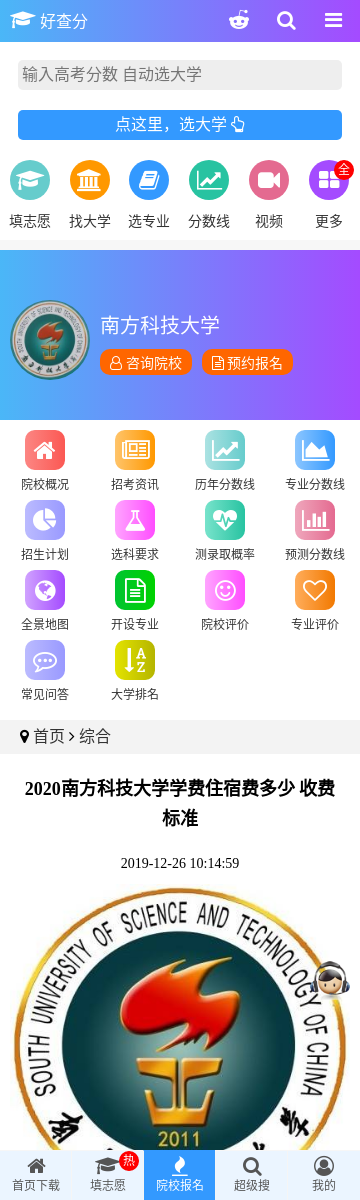 好查分
输入高考分数 自动选大学
点这里，选大学
全
填志愿 找大学 选专业 分数线 视频 更多
南方科技大学
咨询院校 预约报名
院校概况 招考资讯 历年分数线 专业分数线
招生计划 选科要求 测录取概率 预测分数线
全景地图 开设专业 院校评价 专业评价
常见问答 大学排名
首页 综合
2020南方科技大学学费住宿费多少 收费
标准
2019-12-26 10:14:59
SOUTH UNIVERSITY OF SCIENCE AND TECHNOLOGY OF CHINA
2011
热
首页下载 填志愿 院校报名 超级搜 我的